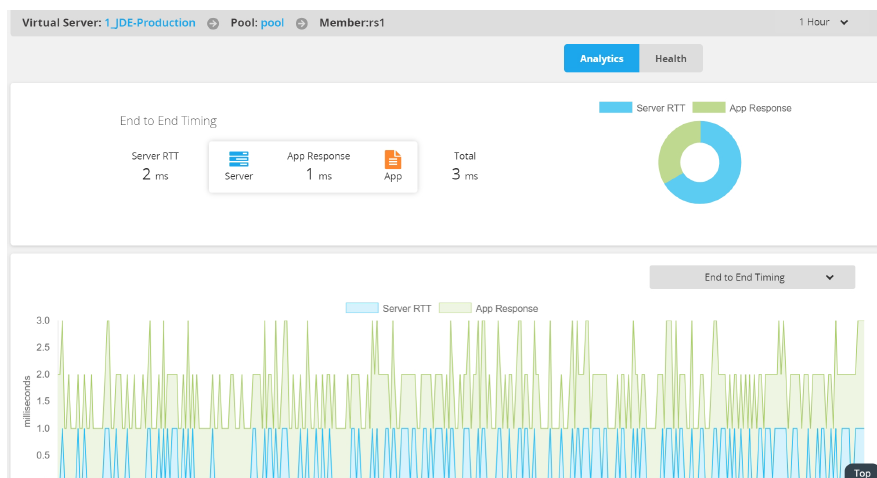 Virtual Server: 1_JDE-Production Pool: pool Member:rs1 1 Hour
Analytics Health
Server RTT App Response
End to End Timing
Server RTT App Response Total
2 ms Server 1 ms App 3 ms
End to End Timing
Server RTT App Response
3.0
2.5
2.0
1.5
1.0
0.5
milliseconds
Top